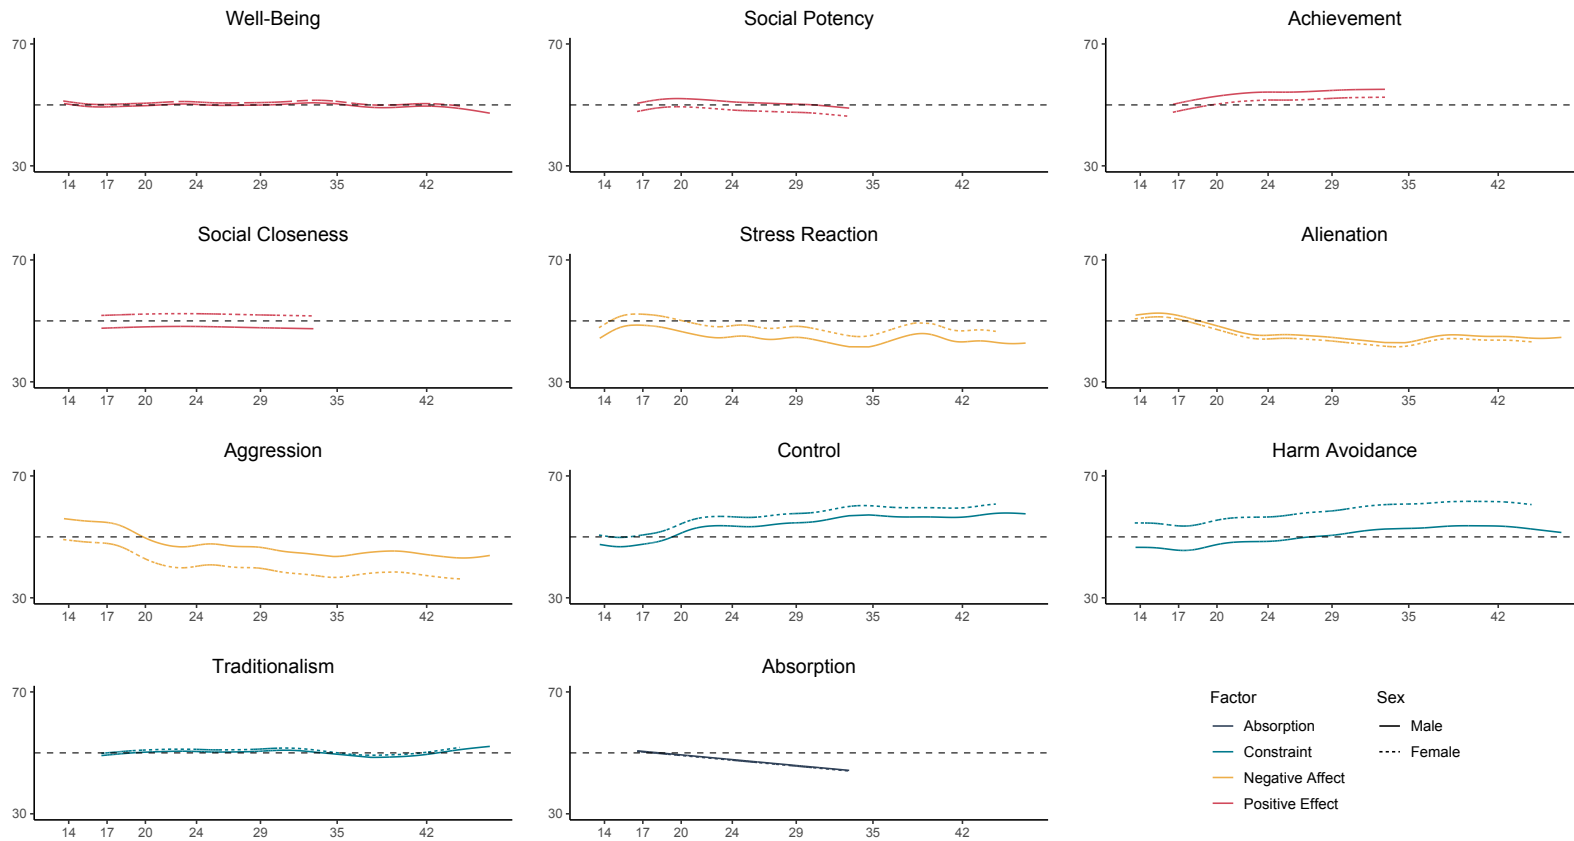 Well-Being
70
30
14 17 20 24 29 35 42
Social Potency
70
30
14 17 20 24 29 35 42
Achievement
70
30
14 17 20 24 29 35 42
Social Closeness
70
30
14 17 20 24 29 35 42
Stress Reaction
70
30
14 17 20 24 29 35 42
Alienation
70
30
14 17 20 24 29 35 42
Aggression
70
30
14 17 20 24 29 35 42
Control
70
30
14 17 20 24 29 35 42
Harm Avoidance
70
30
14 17 20 24 29 35 42
Traditionalism
70
30
14 17 20 24 29 35 42
Absorption
70
30
14 17 20 24 29 35 42
Factor
Absorption
Constraint
Negative Affect
Positive Effect
Sex
Male
Female